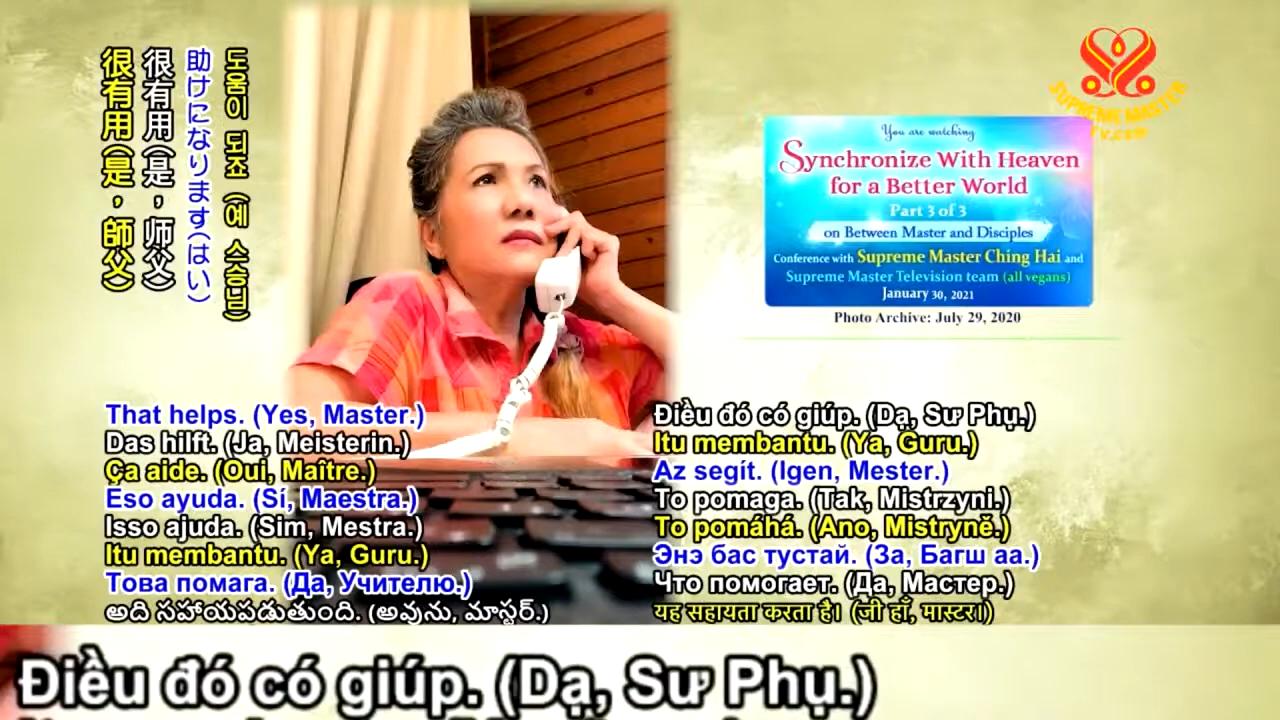 很有用(是，師父)
很有用(是，师父)
助けになります(はい)
도움이 되죠 (예 스승님)
SUPREME MASTER
TV.com
You are watching
Synchronize With Heaven
for a Better World
Part 3 of 3
on Between Master and Disciples
Conference with Supreme Master Ching Hai and
Supreme Master Television team (all vegans)
January 30, 2021
Photo Archive: July 29, 2020
That helps. (Yes, Master.)
Das hilft. (Ja, Meisterin.)
Ça aide. (Oui, Maître.)
Eso ayuda. (Sí, Maestra.)
Isso ajuda. (Sim, Mestra.)
Itu membantu. (Ya, Guru.)
Това помага. (Да, Учителю.)
అది సహాయపడుతుంది. (అవును, మాస్టర్.)
Điều đó có giúp. (Dạ, Sư Phụ.)
Itu membantu. (Ya, Guru.)
Az segít. (Igen, Mester.)
To pomaga. (Tak, Mistrzyni.)
To pomáhá. (Ano, Mistryně.)
Энэ бас тустай. (За, Багш аа.)
Что помогает. (Да, Мастер.)
यह सहायता करता है। (जी हाँ, मास्टर।)
Điều đó có giúp. (Dạ, Sư Phụ.)